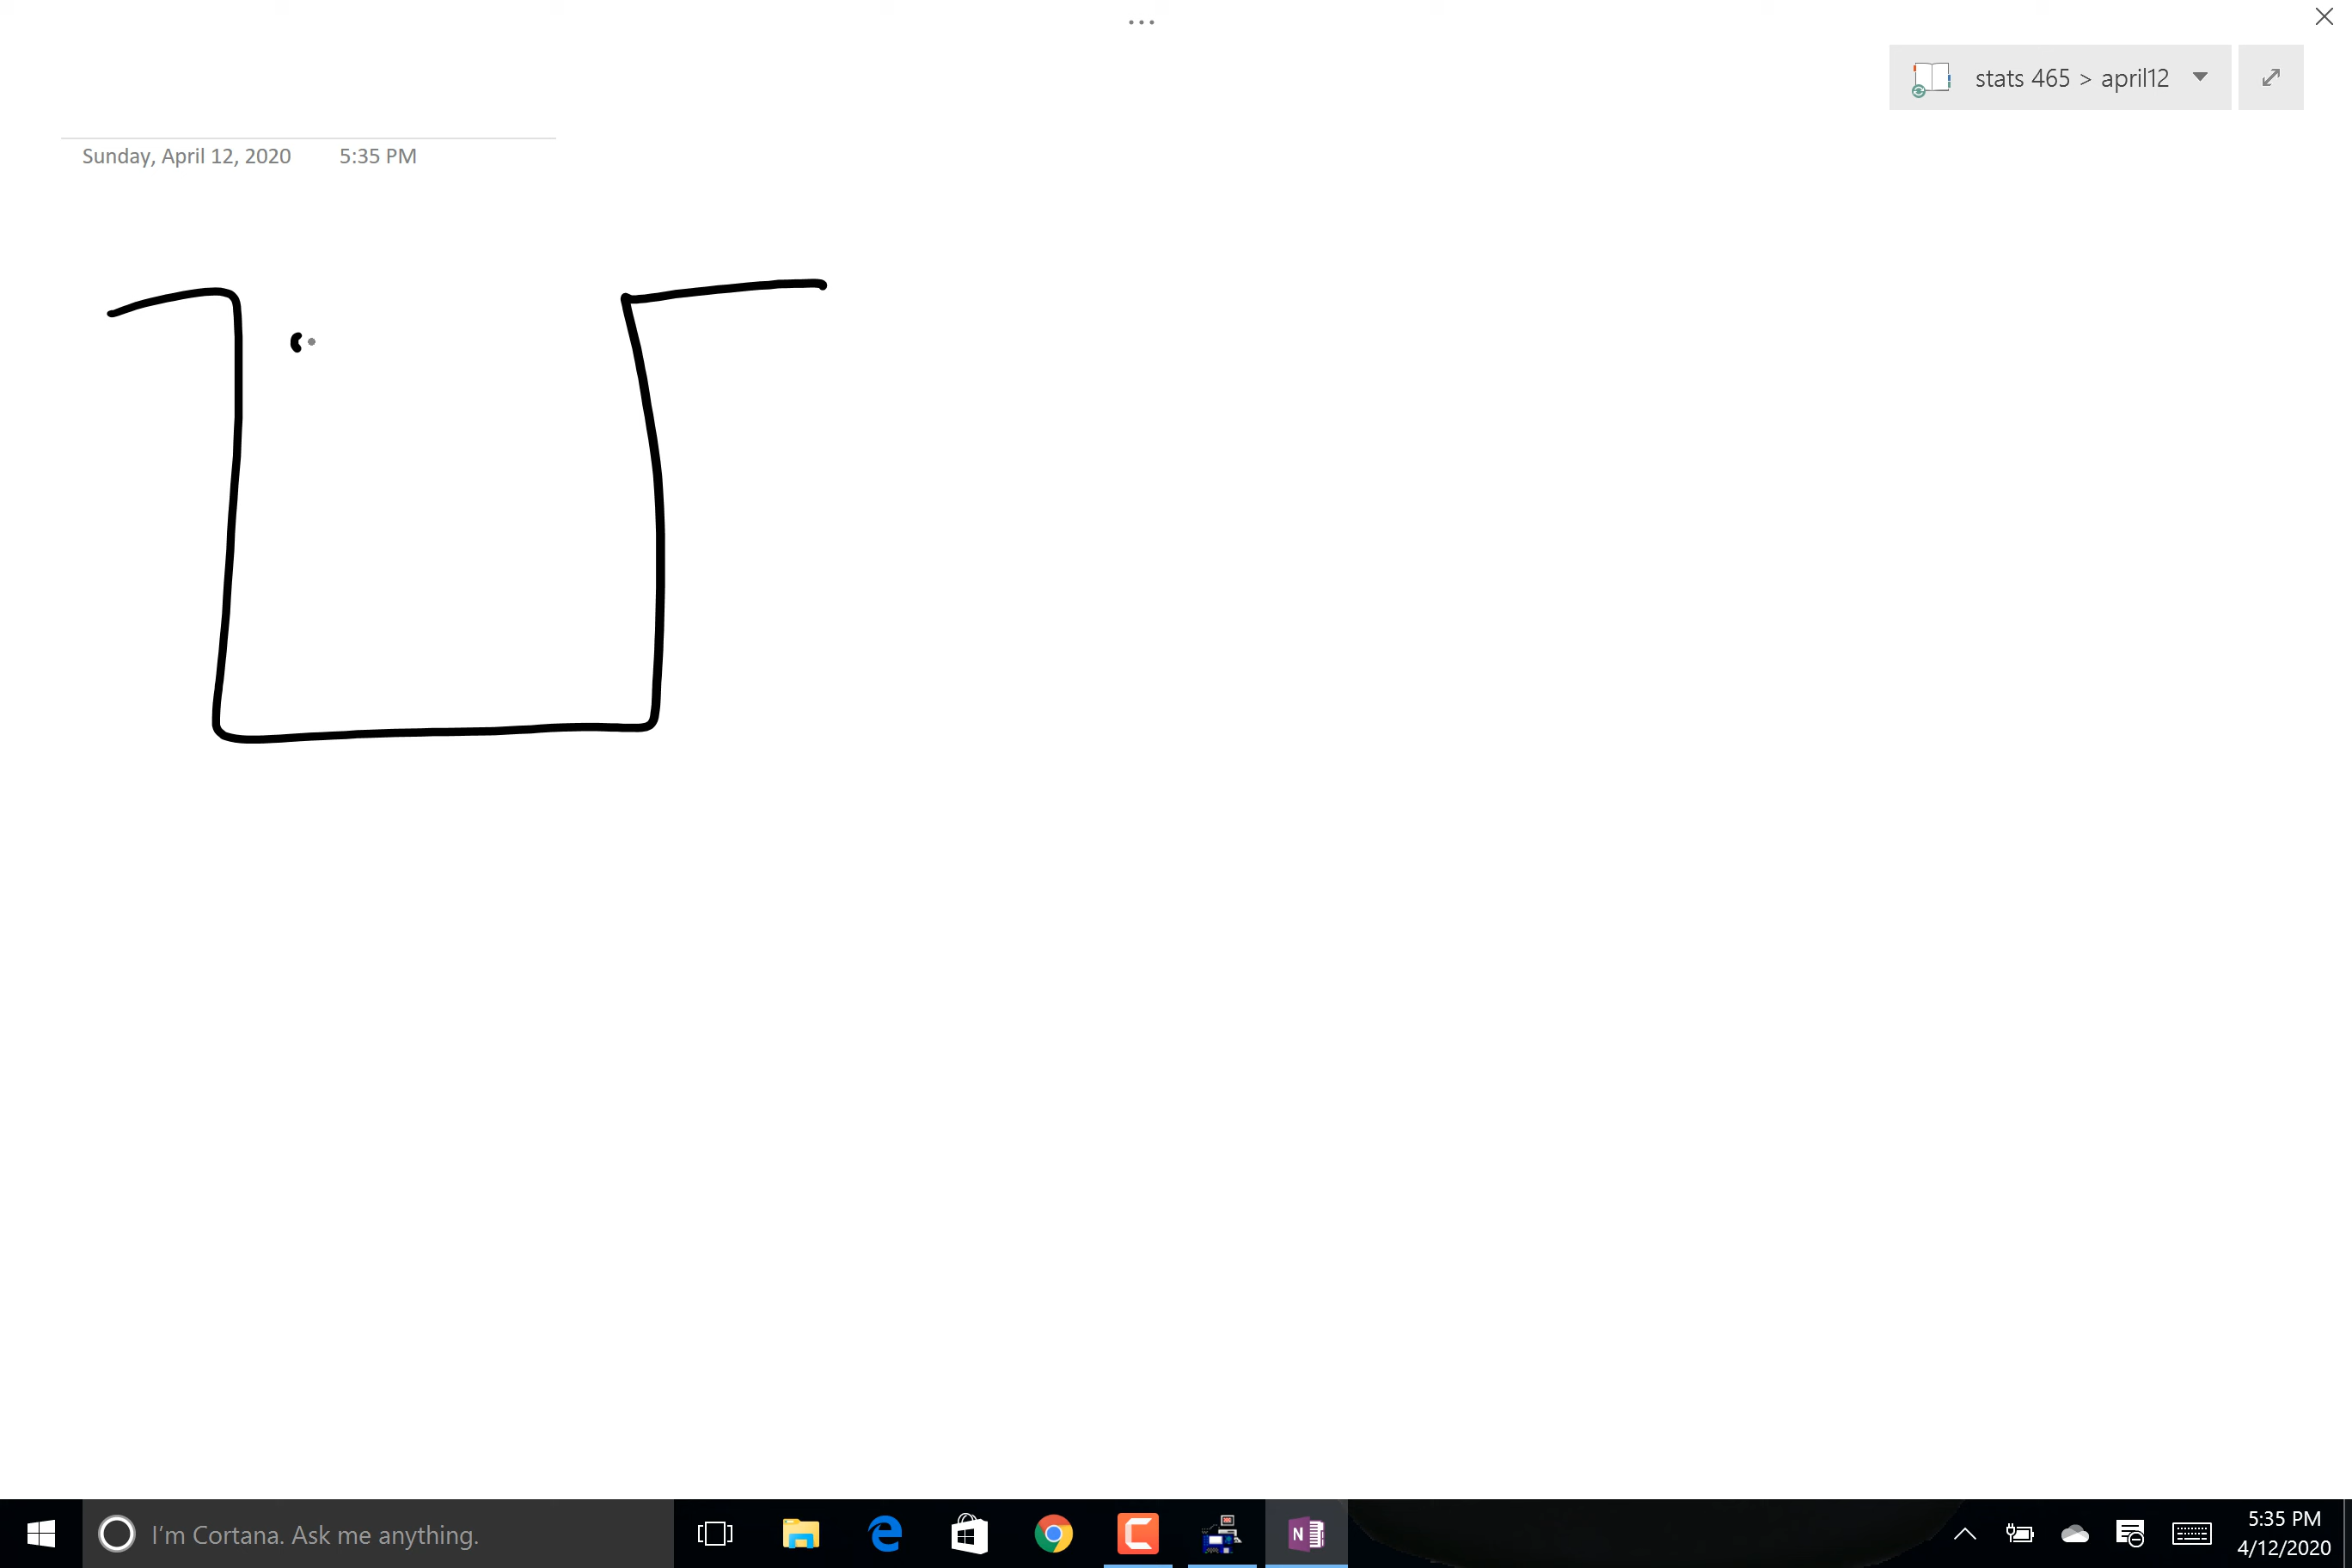 stats 465 > april12
Sunday, April 12, 2020 5:35 PM
I'm Cortana. Ask me anything.
5:35 PM
4/12/2020